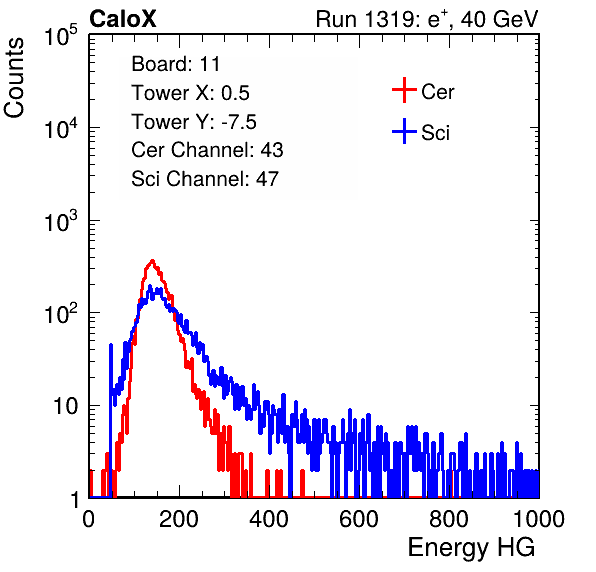 CaloX Run 1319: e+, 40 GeV
Counts
Board: 11
Tower X: 0.5
Tower Y: -7.5
Cer Channel: 43
Sci Channel: 47
Cer
Sci
10^5
10^4
10^3
10^2
10
1
0 200 400 600 800 1000
Energy HG